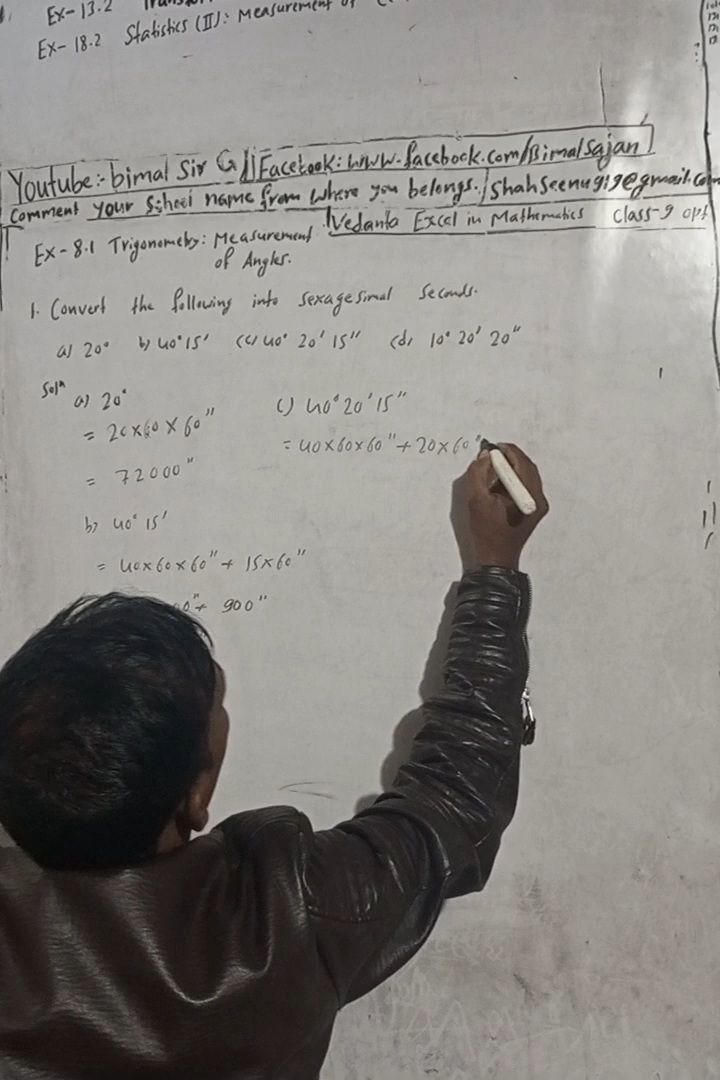 Ex-13.2
Ex-18.2 Statistics (II): Measurement of
Youtube:- bimal Sir G Facebook: www.facebook.com/Bimalsajan
Comment your School name from where you belongs. / shahseenu919@gmail.com
Vedanta Excel in Mathematics Class-9 opt
Ex-8.1 Trigonometry: Measurement
of Angles.
1. Convert the following into sexagesimal seconds.
a) 20° b) 40°15' (c) 40° 20' 15" (d) 10° 20' 20"
Solⁿ a) 20°
= 20×60×60"
= 72000"
b) 40° 15'
= 40×60×60" + 15×60"
0" + 900"
c) 40°20'15"
= 40×60×60" + 20×60"